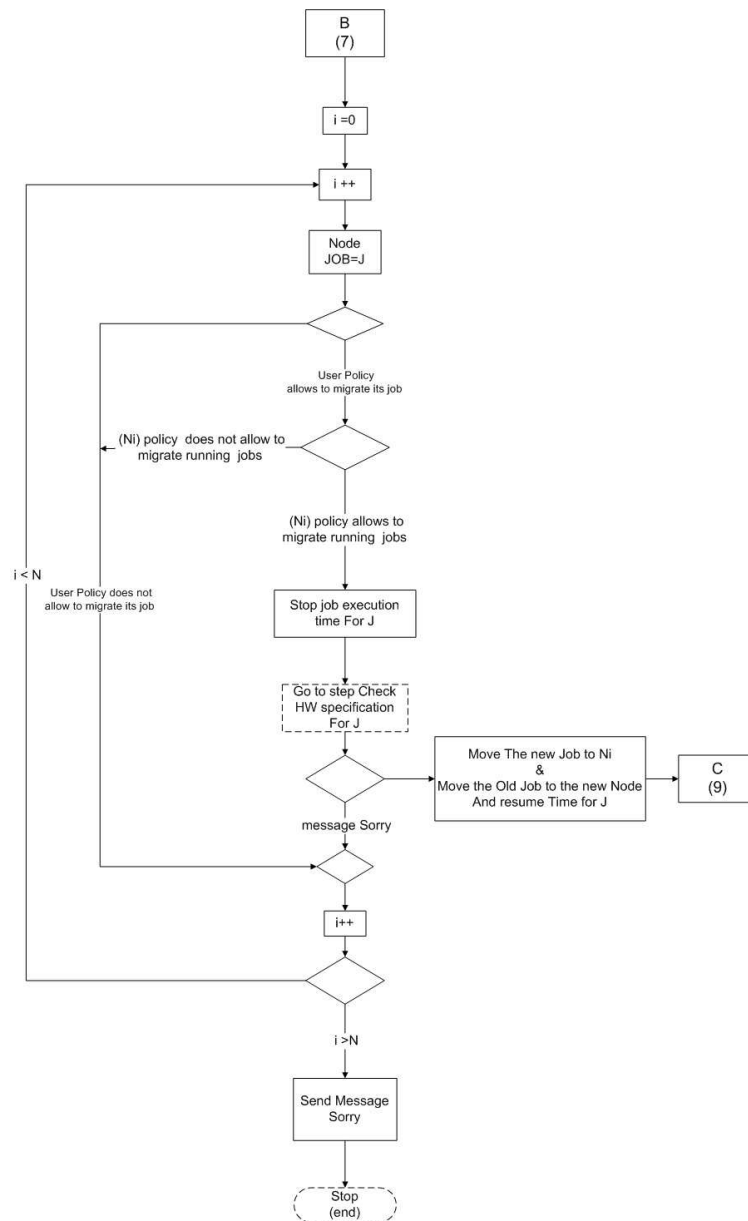 B
(7)
i =0
i ++
Node
JOB=J
User Policy
allows to migrate its job
(Ni) policy  does not allow to
migrate running  jobs
(Ni) policy allows to
migrate running  jobs
i < N
User Policy does not
allow to migrate its job
Stop job execution
time For J
Go to step Check
HW specification
For J
Move The new Job to Ni
&
Move the Old Job to the new Node
And resume Time for J
C
(9)
message Sorry
i++
i >N
Send Message
Sorry
Stop
(end)